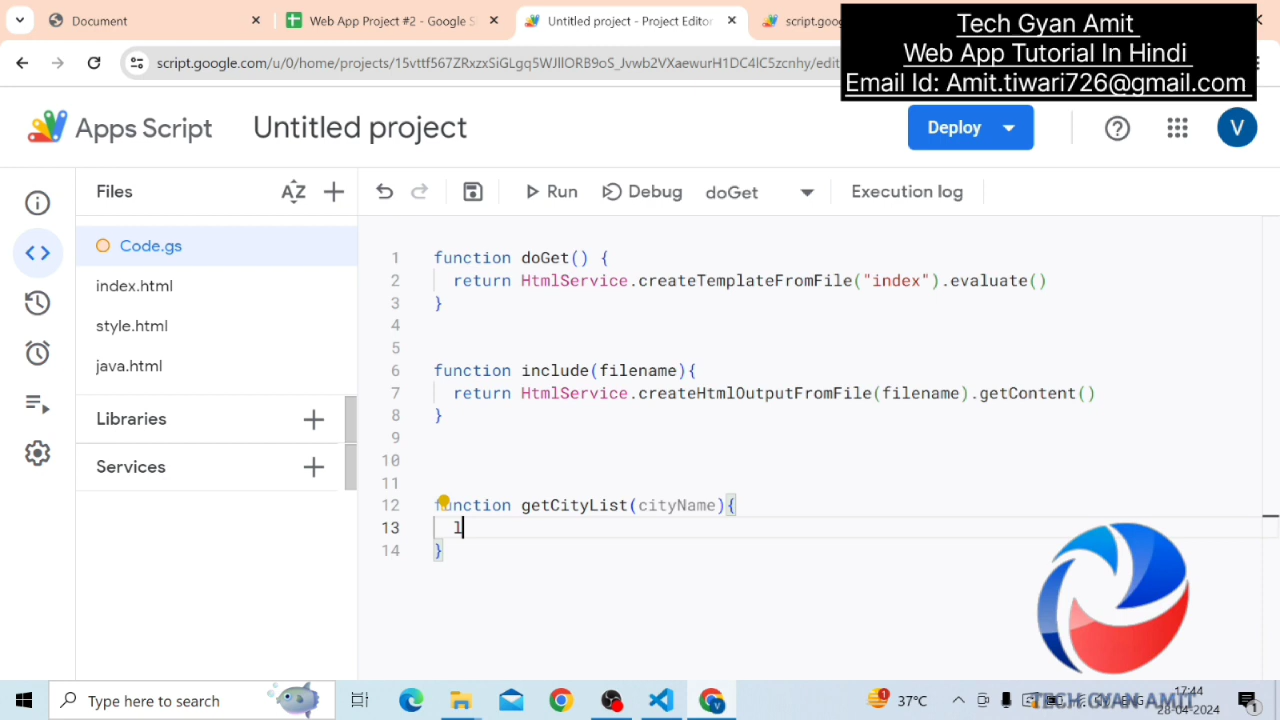 Document
Web App Project #2 - Google S
Untitled project - Project Editor
script.goo
Tech Gyan Amit
Web App Tutorial In Hindi
Email Id: Amit.tiwari726@gmail.com
script.google.com/u/0/home/projects/15vttf567ZRxzxSiGLgq5WJIlORB9oS_Jvwb2VXaewurH1DC4lC5zcnhy/edit
Apps Script
Untitled project
Deploy
V
Files
AZ
Run
Debug
doGet
Execution log
Code.gs
index.html
style.html
java.html
Libraries
Services
1 function doGet() {
2 return HtmlService.createTemplateFromFile("index").evaluate()
3 }
4
5
6 function include(filename){
7 return HtmlService.createHtmlOutputFromFile(filename).getContent()
8 }
9
10
11
12 function getCityList(cityName){
13 l
14 }
Type here to search
1
37°C
TECH GYAN AMIT
17:44
28-04-2024
1